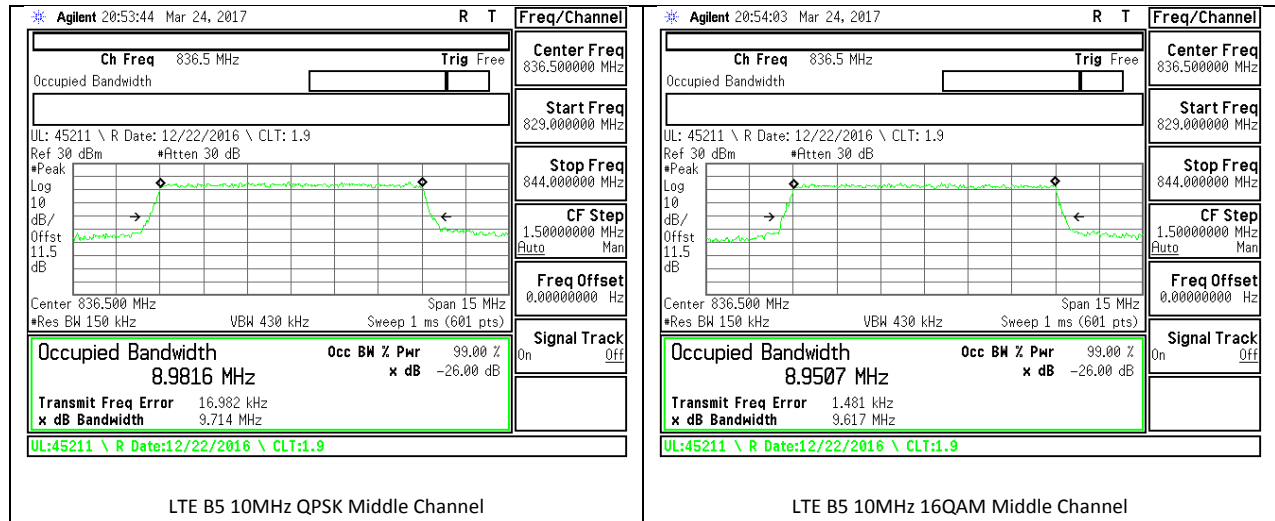 Agilent 20:53:44 Mar 24, 2017 R T
Ch Freq 836.5 MHz Trig Free
Occupied Bandwidth
UL: 45211 \ R Date: 12/22/2016 \ CLT: 1.9
Ref 30 dBm #Atten 30 dB
#Peak
Log
10
dB/
Offst
11.5
dB
Center 836.500 MHz Span 15 MHz
#Res BW 150 kHz VBW 430 kHz Sweep 1 ms (601 pts)
Occupied Bandwidth Occ BW % Pwr 99.00 %
8.9816 MHz x dB -26.00 dB
Transmit Freq Error 16.982 kHz
x dB Bandwidth 9.714 MHz
UL:45211 \ R Date:12/22/2016 \ CLT:1.9
Freq/Channel
Center Freq
836.500000 MHz
Start Freq
829.000000 MHz
Stop Freq
844.000000 MHz
CF Step
1.50000000 MHz
Auto Man
Freq Offset
0.00000000 Hz
Signal Track
On Off
LTE B5 10MHz QPSK Middle Channel
Agilent 20:54:03 Mar 24, 2017 R T
Ch Freq 836.5 MHz Trig Free
Occupied Bandwidth
UL: 45211 \ R Date: 12/22/2016 \ CLT: 1.9
Ref 30 dBm #Atten 30 dB
#Peak
Log
10
dB/
Offst
11.5
dB
Center 836.500 MHz Span 15 MHz
#Res BW 150 kHz VBW 430 kHz Sweep 1 ms (601 pts)
Occupied Bandwidth Occ BW % Pwr 99.00 %
8.9507 MHz x dB -26.00 dB
Transmit Freq Error 1.481 kHz
x dB Bandwidth 9.617 MHz
UL:45211 \ R Date:12/22/2016 \ CLT:1.9
Freq/Channel
Center Freq
836.500000 MHz
Start Freq
829.000000 MHz
Stop Freq
844.000000 MHz
CF Step
1.50000000 MHz
Auto Man
Freq Offset
0.00000000 Hz
Signal Track
On Off
LTE B5 10MHz 16QAM Middle Channel